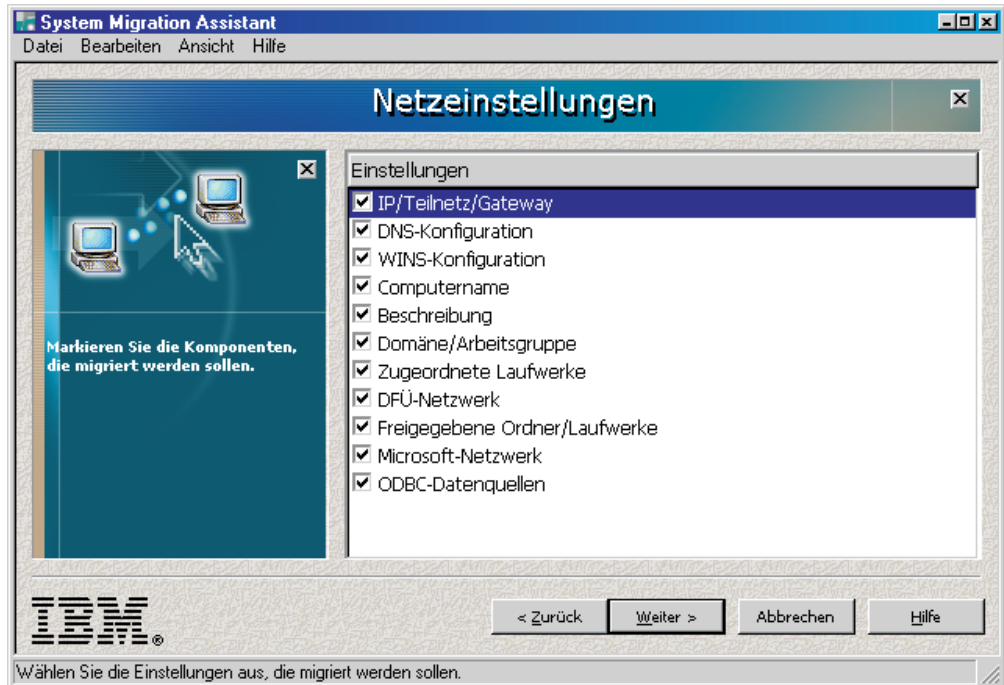 System Migration Assistant
Datei Bearbeiten Ansicht Hilfe
Netzeinstellungen
Markieren Sie die Komponenten,
die migriert werden sollen.
Einstellungen
IP/Teilnetz/Gateway
DNS-Konfiguration
WINS-Konfiguration
Computername
Beschreibung
Domäne/Arbeitsgruppe
Zugeordnete Laufwerke
DFÜ-Netzwerk
Freigegebene Ordner/Laufwerke
Microsoft-Netzwerk
ODBC-Datenquellen
IBM®
< Zurück Weiter > Abbrechen Hilfe
Wählen Sie die Einstellungen aus, die migriert werden sollen.